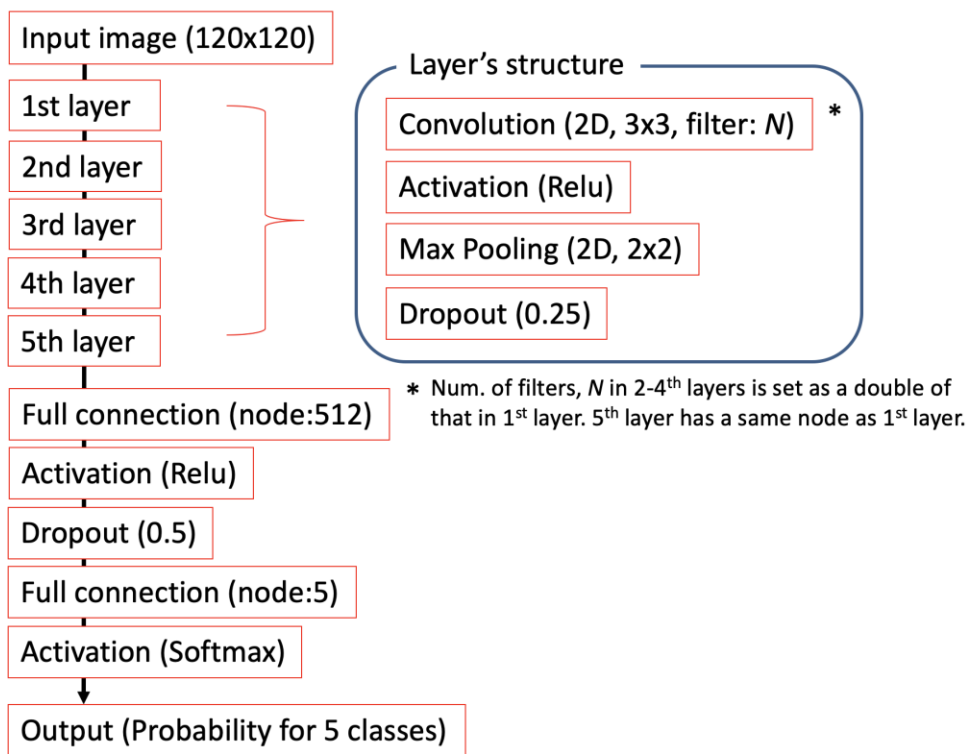 Input image (120x120)
1st layer
2nd layer
3rd layer
4th layer
5th layer
Layer's structure
Convolution (2D, 3x3, filter: N) *
Activation (Relu)
Max Pooling (2D, 2x2)
Dropout (0.25)
* Num. of filters, N in 2-4th layers is set as a double of
that in 1st layer. 5th layer has a same node as 1st layer.
Full connection (node:512)
Activation (Relu)
Dropout (0.5)
Full connection (node:5)
Activation (Softmax)
Output (Probability for 5 classes)